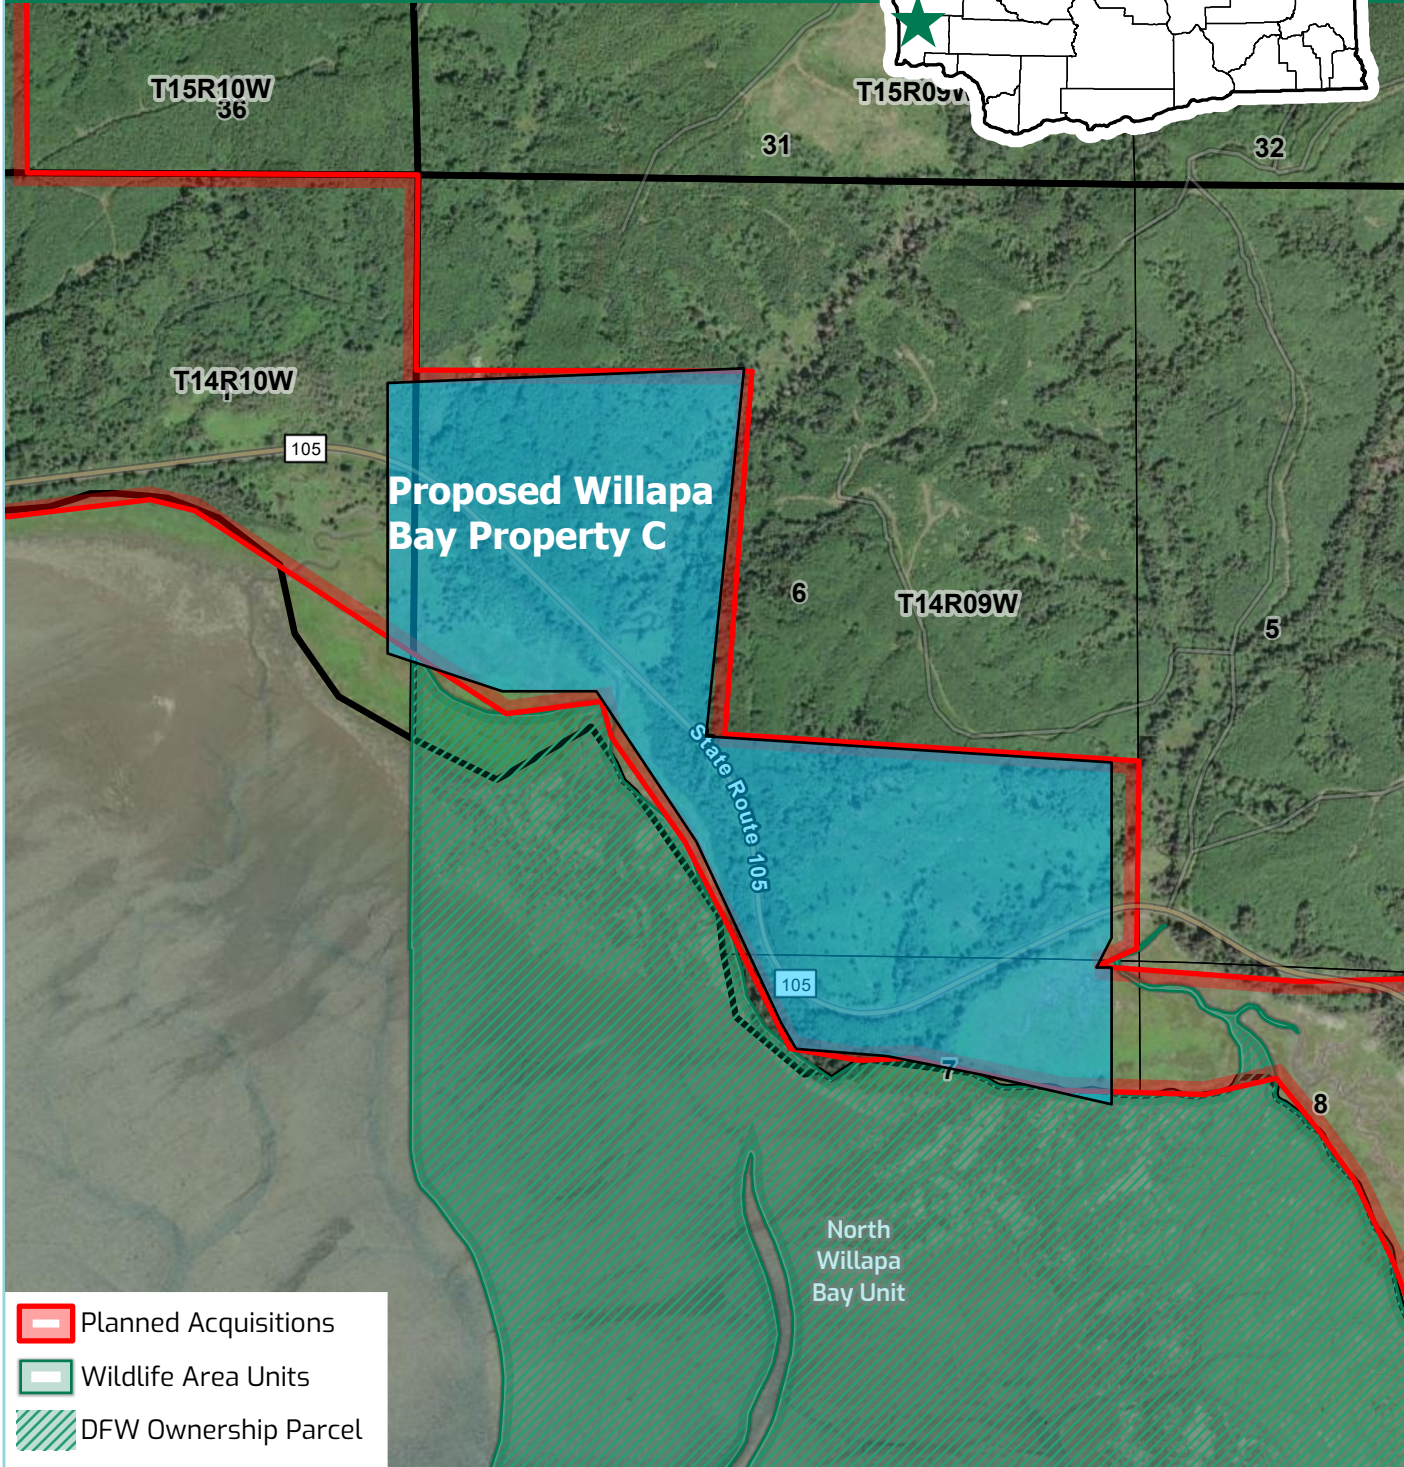 T15R10W
36
T15R09W
31
32
T14R10W
105
Proposed Willapa
Bay Property C
6
T14R09W
5
State Route 105
105
7
8
North
Willapa
Bay Unit
Planned Acquisitions
Wildlife Area Units
DFW Ownership Parcel